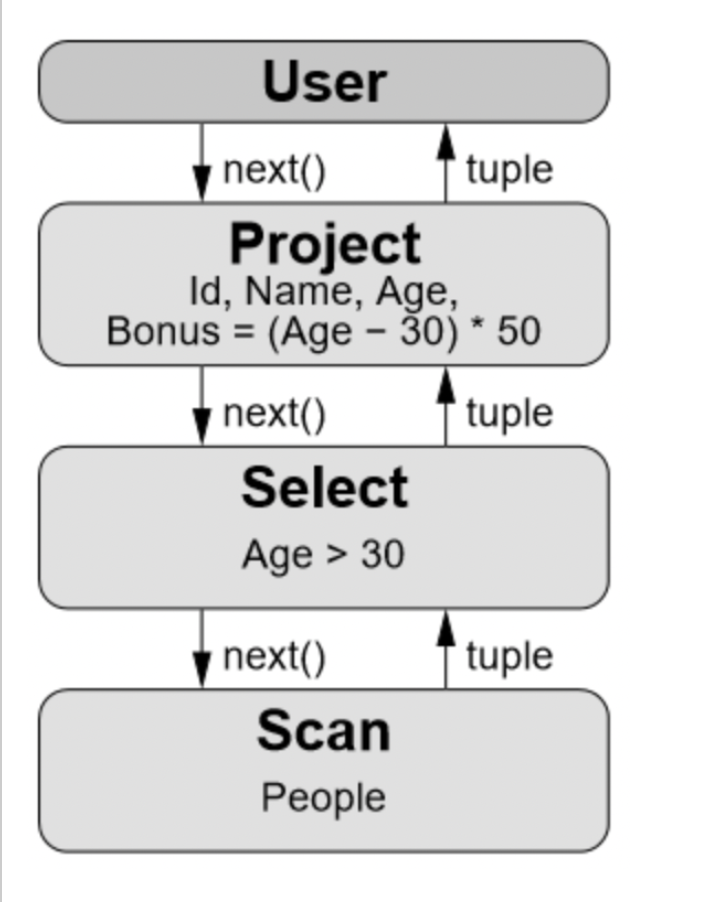 User
next()
tuple
Project
Id, Name, Age,
Bonus = (Age − 30) * 50
next()
tuple
Select
Age > 30
next()
tuple
Scan
People